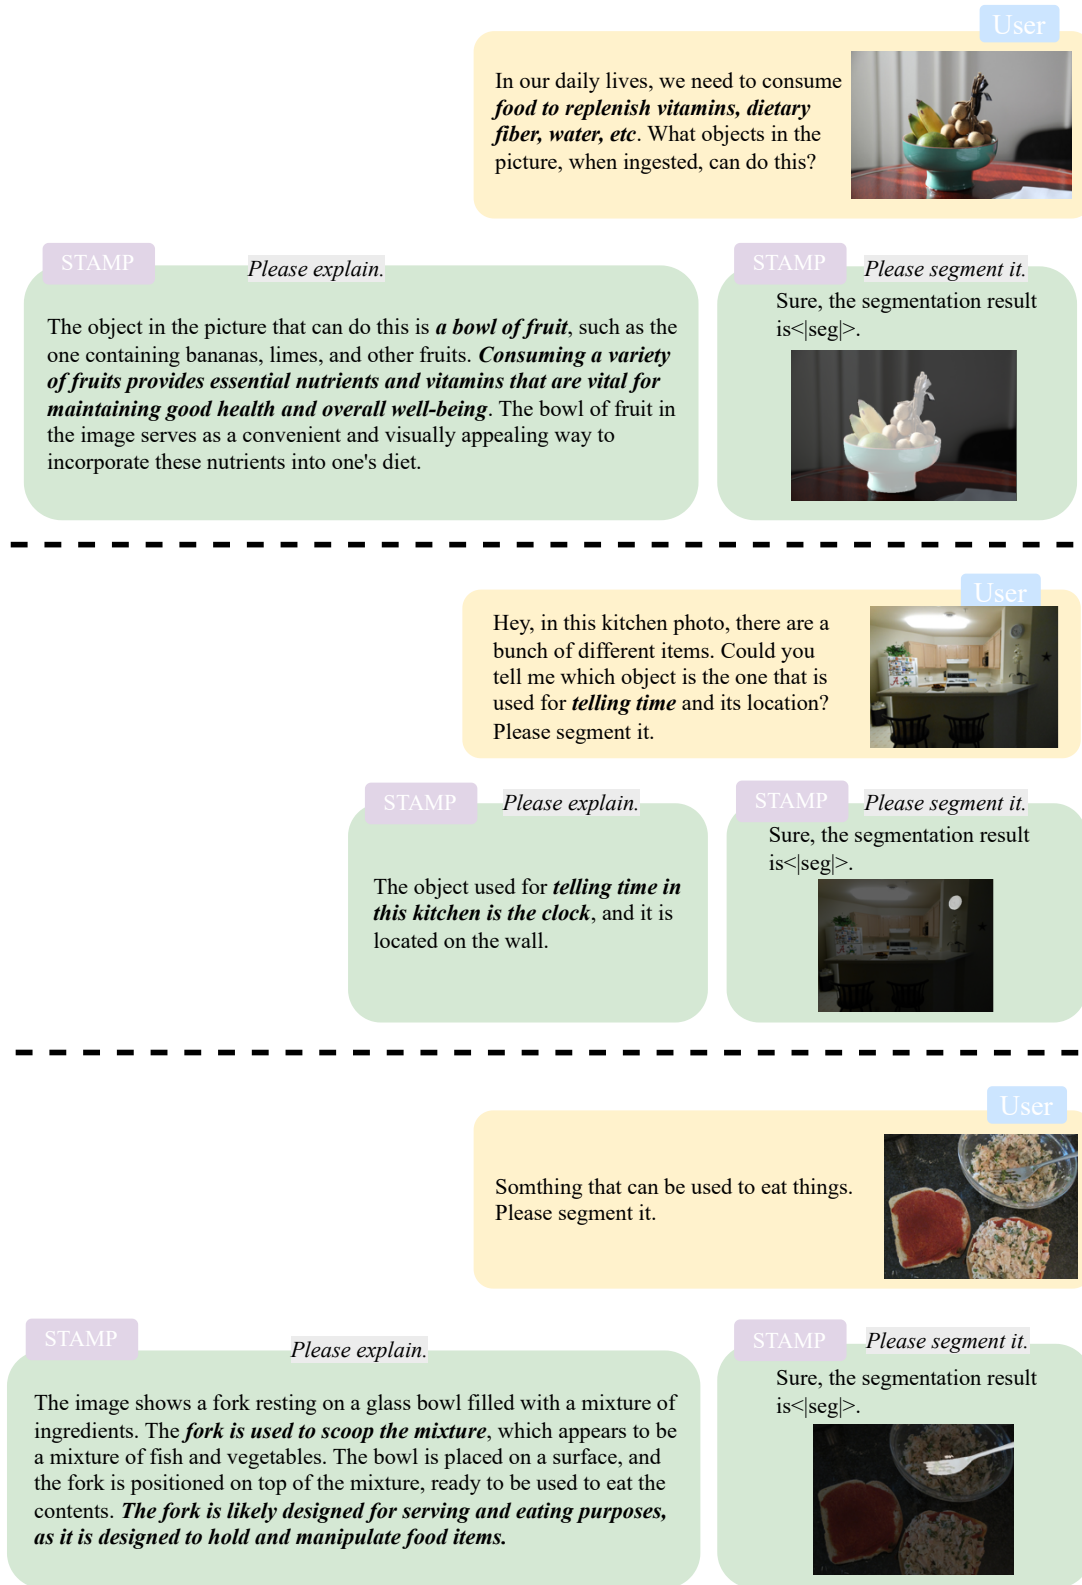 User
In our daily lives, we need to consume
food to replenish vitamins, dietary
fiber, water, etc. What objects in the
picture, when ingested, can do this?
STAMP
Please explain.
The object in the picture that can do this is a bowl of fruit, such as the
one containing bananas, limes, and other fruits. Consuming a variety
of fruits provides essential nutrients and vitamins that are vital for
maintaining good health and overall well-being. The bowl of fruit in
the image serves as a convenient and visually appealing way to
incorporate these nutrients into one's diet.
STAMP
Please segment it.
Sure, the segmentation result
is<|seg|>.
User
Hey, in this kitchen photo, there are a
bunch of different items. Could you
tell me which object is the one that is
used for telling time and its location?
Please segment it.
STAMP
Please explain.
The object used for telling time in
this kitchen is the clock, and it is
located on the wall.
STAMP
Please segment it.
Sure, the segmentation result
is<|seg|>.
User
Somthing that can be used to eat things.
Please segment it.
STAMP
Please explain.
The image shows a fork resting on a glass bowl filled with a mixture of
ingredients. The fork is used to scoop the mixture, which appears to be
a mixture of fish and vegetables. The bowl is placed on a surface, and
the fork is positioned on top of the mixture, ready to be used to eat the
contents. The fork is likely designed for serving and eating purposes,
as it is designed to hold and manipulate food items.
STAMP
Please segment it.
Sure, the segmentation result
is<|seg|>.